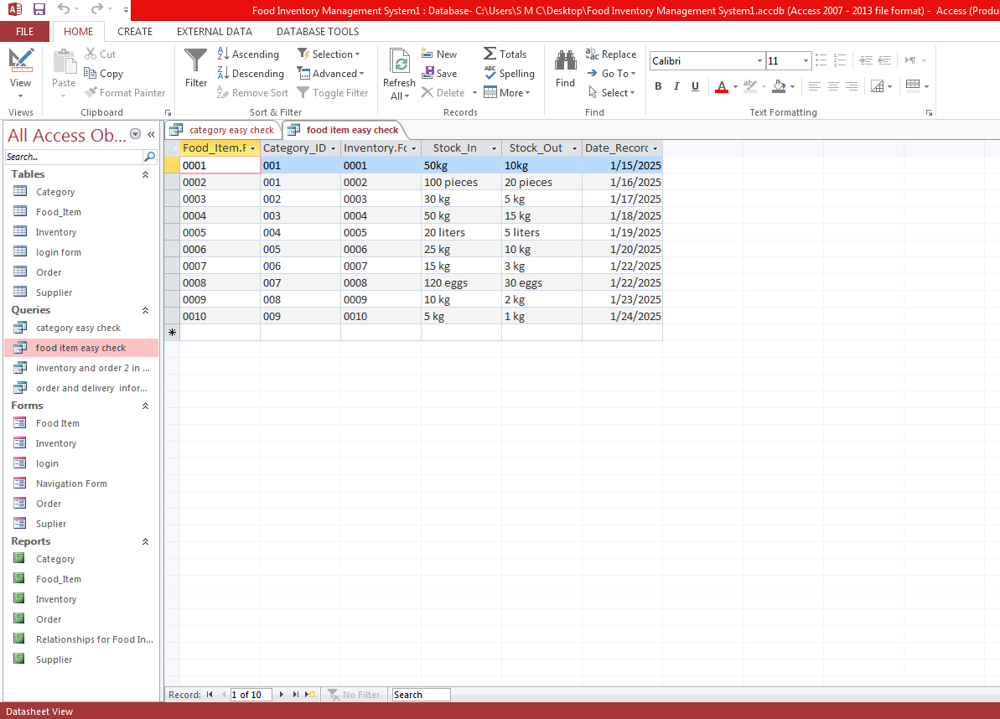 Food Inventory Management System1 : Database- C:\Users\S M C\Desktop\Food Inventory Management System1.accdb (Access 2007 - 2013 file format) - Access (Produ
FILE HOME CREATE EXTERNAL DATA DATABASE TOOLS
View
Views
Paste
Cut
Copy
Format Painter
Clipboard
Filter
Ascending
Descending
Remove Sort
Selection
Advanced
Toggle Filter
Sort & Filter
Refresh
All
New
Save
Delete
Totals
Spelling
More
Records
Find
Replace
Go To
Select
Find
Calibri 11
B I U A
Text Formatting
All Access Ob...
Search...
Tables
Category
Food_Item
Inventory
login form
Order
Supplier
Queries
category easy check
food item easy check
inventory and order 2 in ...
order and delivery infor...
Forms
Food Item
Inventory
login
Navigation Form
Order
Suplier
Reports
Category
Food_Item
Inventory
Order
Relationships for Food In...
Supplier
category easy check food item easy check
Food_Item.F Category_ID Inventory.Fo Stock_In Stock_Out Date_Record
0001 001 0001 50kg 10kg 1/15/2025
0002 001 0002 100 pieces 20 pieces 1/16/2025
0003 002 0003 30 kg 5 kg 1/17/2025
0004 003 0004 50 kg 15 kg 1/18/2025
0005 004 0005 20 liters 5 liters 1/19/2025
0006 005 0006 25 kg 10 kg 1/20/2025
0007 006 0007 15 kg 3 kg 1/22/2025
0008 007 0008 120 eggs 30 eggs 1/22/2025
0009 008 0009 10 kg 2 kg 1/23/2025
0010 009 0010 5 kg 1 kg 1/24/2025
Record: 1 of 10 No Filter Search
Datasheet View